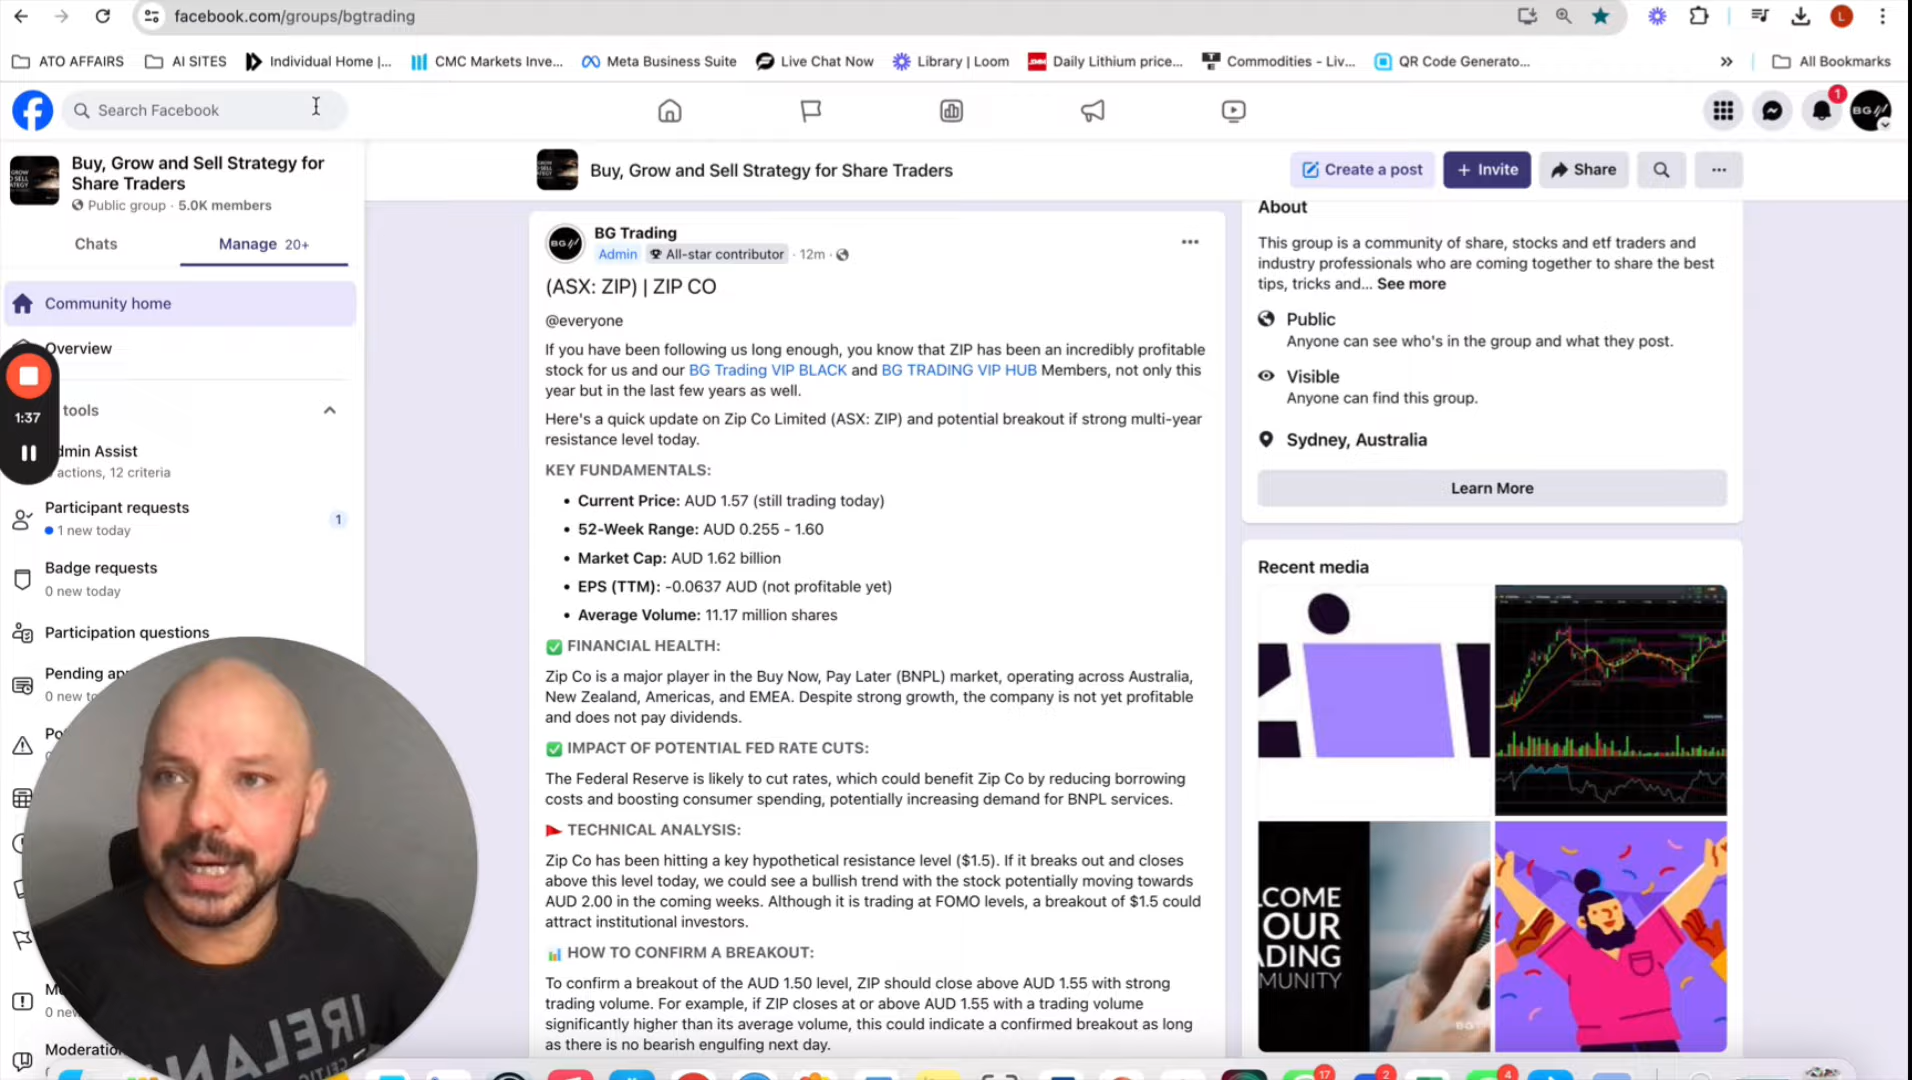 facebook.com/groups/bgtrading
ATO AFFAIRS
AI SITES
Individual Home |...
CMC Markets Inve...
Meta Business Suite
Live Chat Now
Library | Loom
Daily Lithium price...
Commodities - Liv...
QR Code Generato...
All Bookmarks
Search Facebook
1
Buy, Grow and Sell Strategy for
Share Traders
Public group · 5.0K members
Chats
Manage 20+
Community home
Overview
tools
1:37
dmin Assist
actions, 12 criteria
Participant requests
1 new today
1
Badge requests
0 new today
Participation questions
Pending ap
0 new to
Po
0 new
Moderatio
Buy, Grow and Sell Strategy for Share Traders
Create a post
+ Invite
Share
BG Trading
Admin All-star contributor · 12m ·
(ASX: ZIP) | ZIP CO
@everyone
If you have been following us long enough, you know that ZIP has been an incredibly profitable
stock for us and our BG Trading VIP BLACK and BG TRADING VIP HUB Members, not only this
year but in the last few years as well.
Here's a quick update on Zip Co Limited (ASX: ZIP) and potential breakout if strong multi-year
resistance level today.
KEY FUNDAMENTALS:
• Current Price: AUD 1.57 (still trading today)
• 52-Week Range: AUD 0.255 - 1.60
• Market Cap: AUD 1.62 billion
• EPS (TTM): -0.0637 AUD (not profitable yet)
• Average Volume: 11.17 million shares
✅ FINANCIAL HEALTH:
Zip Co is a major player in the Buy Now, Pay Later (BNPL) market, operating across Australia,
New Zealand, Americas, and EMEA. Despite strong growth, the company is not yet profitable
and does not pay dividends.
✅ IMPACT OF POTENTIAL FED RATE CUTS:
The Federal Reserve is likely to cut rates, which could benefit Zip Co by reducing borrowing
costs and boosting consumer spending, potentially increasing demand for BNPL services.
TECHNICAL ANALYSIS:
Zip Co has been hitting a key hypothetical resistance level ($1.5). If it breaks out and closes
above this level today, we could see a bullish trend with the stock potentially moving towards
AUD 2.00 in the coming weeks. Although it is trading at FOMO levels, a breakout of $1.5 could
attract institutional investors.
📊 HOW TO CONFIRM A BREAKOUT:
To confirm a breakout of the AUD 1.50 level, ZIP should close above AUD 1.55 with strong
trading volume. For example, if ZIP closes at or above AUD 1.55 with a trading volume
significantly higher than its average volume, this could indicate a confirmed breakout as long
as there is no bearish engulfing next day.
About
This group is a community of share, stocks and etf traders and
industry professionals who are coming together to share the best
tips, tricks and... See more
Public
Anyone can see who's in the group and what they post.
Visible
Anyone can find this group.
Sydney, Australia
Learn More
Recent media
COME
OUR
ADING
MUNITY
IRELAN
17
2
4